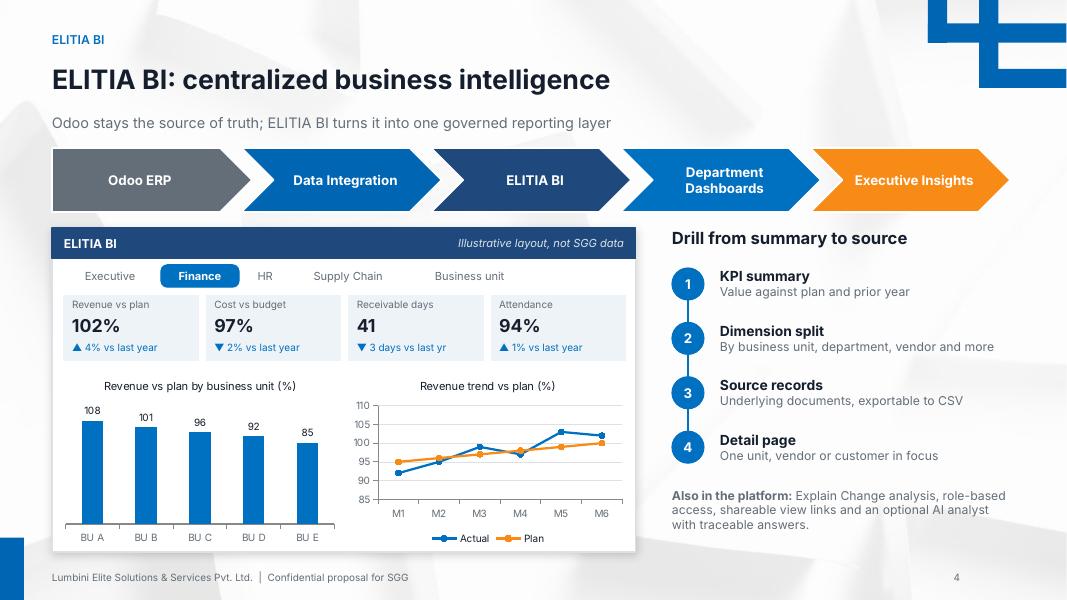 ELITIA BI
ELITIA BI: centralized business intelligence
Odoo stays the source of truth; ELITIA BI turns it into one governed reporting layer
Odoo ERP
Data Integration
ELITIA BI
Department
Dashboards
Executive Insights
ELITIA BI
Illustrative layout, not SGG data
Executive
Finance
HR
Supply Chain
Business unit
Revenue vs plan
102%
▲ 4% vs last year
Cost vs budget
97%
▼ 2% vs last year
Receivable days
41
▼ 3 days vs last yr
Attendance
94%
▲ 1% vs last year
Revenue vs plan by business unit (%)
108
101
96
92
85
BU A
BU B
BU C
BU D
BU E
Revenue trend vs plan (%)
110
105
100
95
90
85
M1
M2
M3
M4
M5
M6
Actual
Plan
Drill from summary to source
1
KPI summary
Value against plan and prior year
2
Dimension split
By business unit, department, vendor and more
3
Source records
Underlying documents, exportable to CSV
4
Detail page
One unit, vendor or customer in focus
Also in the platform: Explain Change analysis, role-based
access, shareable view links and an optional AI analyst
with traceable answers.
Lumbini Elite Solutions & Services Pvt. Ltd. | Confidential proposal for SGG
4